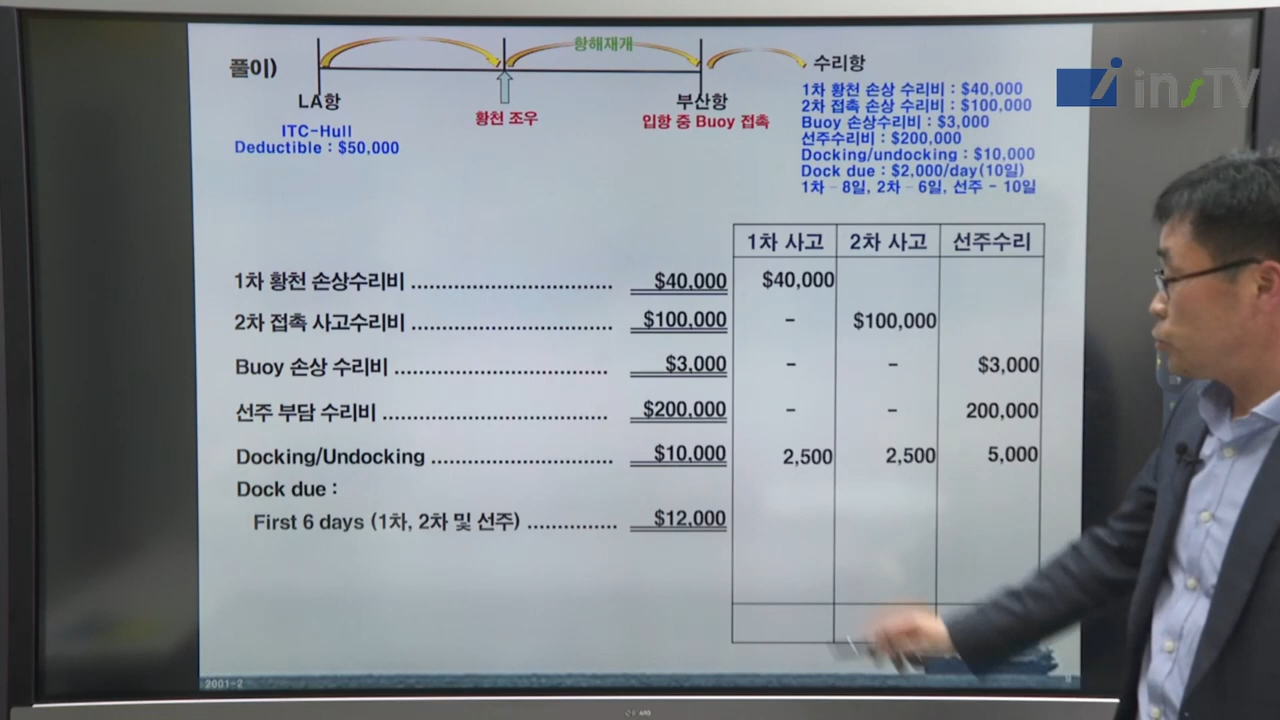 insTV
풀이)
항해재개
수리항
LA항
황천 조우
부산항
입항 중 Buoy 접촉
ITC-Hull
Deductible : $50,000
1차 황천 손상 수리비 : $40,000
2차 접촉 손상 수리비 : $100,000
Buoy 손상수리비 : $3,000
선주수리비 : $200,000
Docking/undocking : $10,000
Dock due : $2,000/day(10일)
1차 - 8일, 2차 - 6일, 선주 - 10일
1차 사고 2차 사고 선주수리
1차 황천 손상수리비 ................................. $40,000 $40,000
2차 접촉 사고수리비 ................................. $100,000 - $100,000
Buoy 손상 수리비 .................................... $3,000 - - $3,000
선주 부담 수리비 ...................................... $200,000 - - 200,000
Docking/Undocking .............................. $10,000 2,500 2,500 5,000
Dock due :
First 6 days (1차, 2차 및 선주) ............... $12,000
2001-2